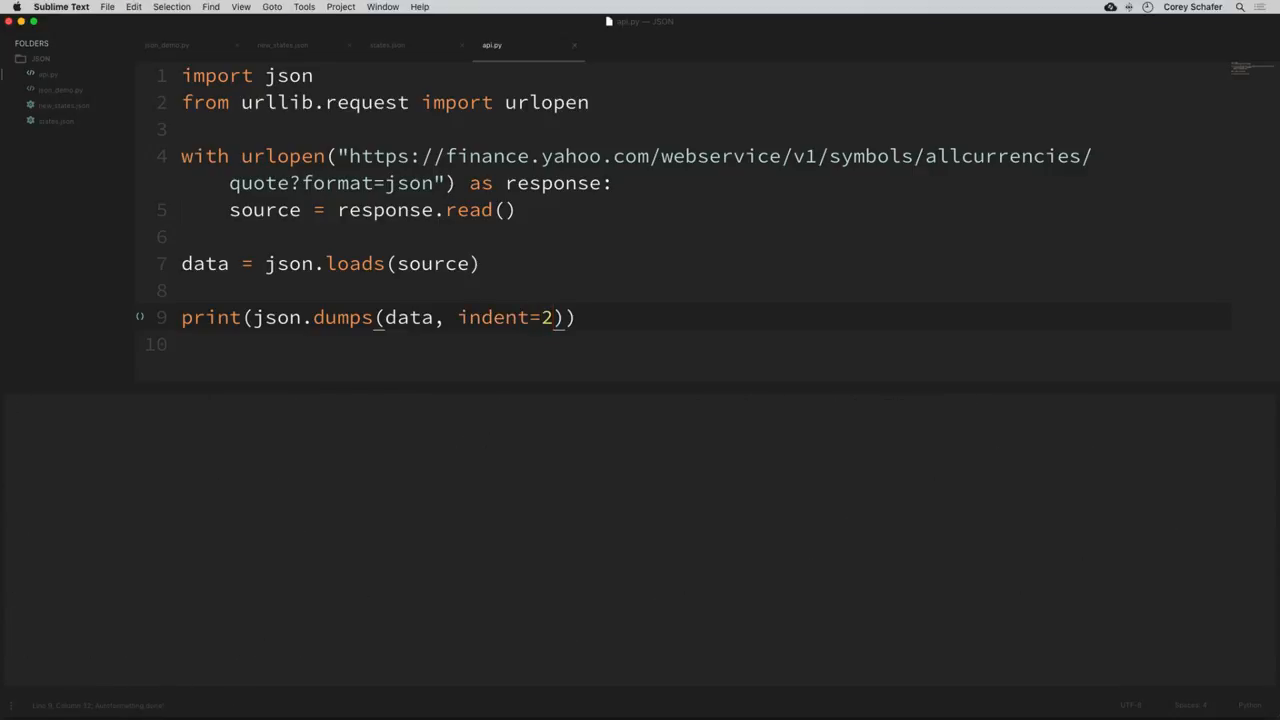 Sublime Text File Edit Selection Find View Goto Tools Project Window Help Corey Schafer
api.py — JSON
FOLDERS
JSON
api.py
json_demo.py
new_states.json
states.json
json_demo.py new_states.json states.json api.py
1 import json
2 from urllib.request import urlopen
3
4 with urlopen("https://finance.yahoo.com/webservice/v1/symbols/allcurrencies/
quote?format=json") as response:
5 source = response.read()
6
7 data = json.loads(source)
8
9 print(json.dumps(data, indent=2))
10
Line 9, Column 32; Autoformatting done! UTF-8 Spaces: 4 Python